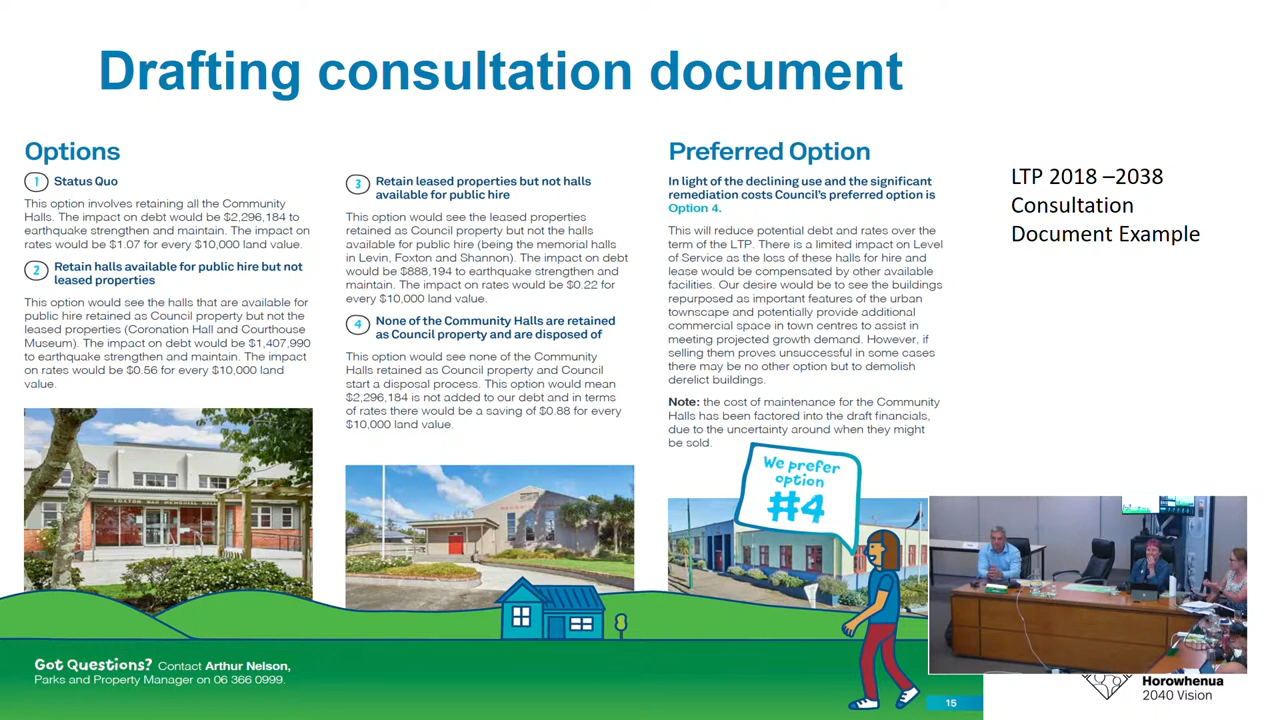 Drafting consultation document
Options
1 Status Quo
This option involves retaining all the Community
Halls. The impact on debt would be $2,296,184 to
earthquake strengthen and maintain. The impact on
rates would be $1.07 for every $10,000 land value.
2 Retain halls available for public hire but not
leased properties
This option would see the halls that are available for
public hire retained as Council property but not the
leased properties (Coronation Hall and Courthouse
Museum). The impact on debt would be $1,407,990
to earthquake strengthen and maintain. The impact
on rates would be $0.56 for every $10,000 land
value.
3 Retain leased properties but not halls
available for public hire
This option would see the leased properties
retained as Council property but not the halls
available for public hire (being the memorial halls
in Levin, Foxton and Shannon). The impact on debt
would be $888,194 to earthquake strengthen and
maintain. The impact on rates would be $0.22 for
every $10,000 land value.
4 None of the Community Halls are retained
as Council property and are disposed of
This option would see none of the Community
Halls retained as Council property and Council
start a disposal process. This option would mean
$2,296,184 is not added to our debt and in terms
of rates there would be a saving of $0.88 for every
$10,000 land value.
Preferred Option
In light of the declining use and the significant
remediation costs Council's preferred option is
Option 4.
This will reduce potential debt and rates over the
term of the LTP. There is a limited impact on Level
of Service as the loss of these halls for hire and
lease would be compensated by other available
facilities. Our desire would be to see the buildings
repurposed as important features of the urban
townscape and potentially provide additional
commercial space in town centres to assist in
meeting projected growth demand. However, if
selling them proves unsuccessful in some cases
there may be no other option but to demolish
derelict buildings.
Note: the cost of maintenance for the Community
Halls has been factored into the draft financials,
due to the uncertainty around when they might
be sold.
We prefer
option
#4
LTP 2018 –2038
Consultation
Document Example
FOXTON WAR MEMORIAL HALL
Got Questions? Contact Arthur Nelson,
Parks and Property Manager on 06 366 0999.
15
Horowhenua
2040 Vision